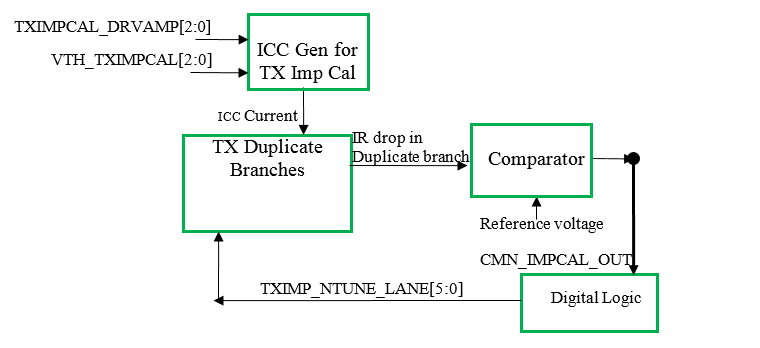 TXIMPCAL_DRVAMP[2:0]
VTH_TXIMPCAL[2:0]
ICC Gen for
TX Imp Cal
ICC Current
TX Duplicate
Branches
IR drop in
Duplicate branch
Comparator
Reference voltage
CMN_IMPCAL_OUT
TXIMP_NTUNE_LANE[5:0]
Digital Logic